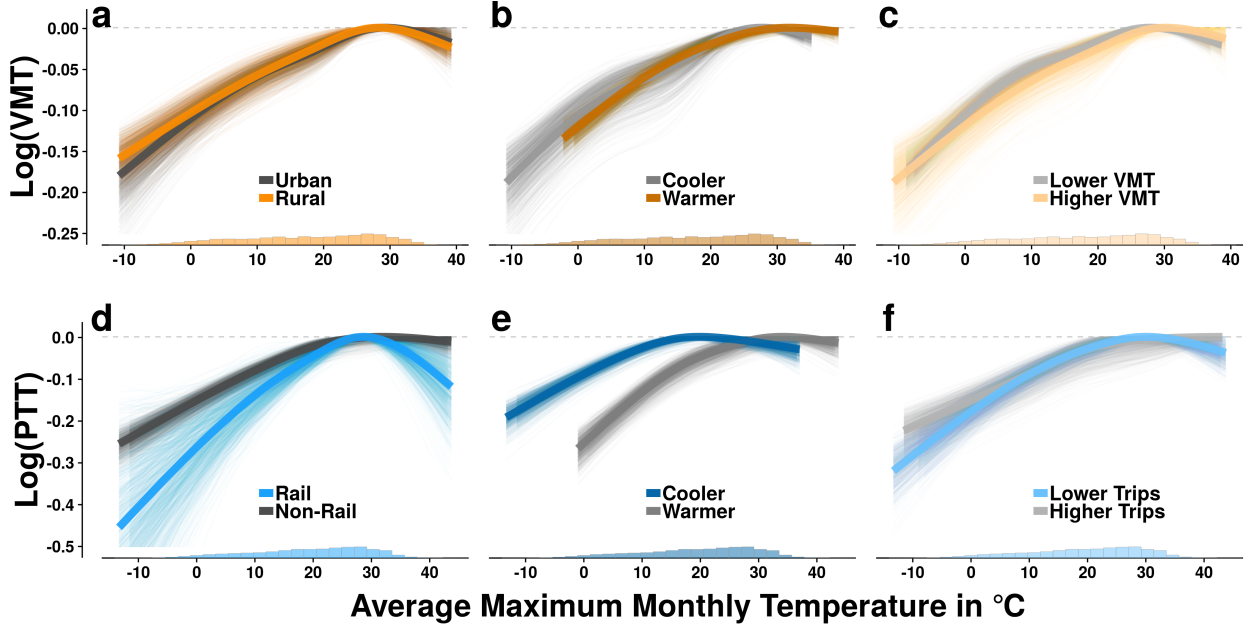 a
b
c
Log(VMT)
0.00
-0.05
-0.10
-0.15
-0.20
-0.25
Urban
Rural
Cooler
Warmer
Lower VMT
Higher VMT
-10 0 10 20 30 40
-10 0 10 20 30 40
-10 0 10 20 30 40
d
e
f
Log(PTT)
0.0
-0.1
-0.2
-0.3
-0.4
-0.5
Rail
Non-Rail
Cooler
Warmer
Lower Trips
Higher Trips
-10 0 10 20 30 40
-10 0 10 20 30 40
-10 0 10 20 30 40
Average Maximum Monthly Temperature in °C